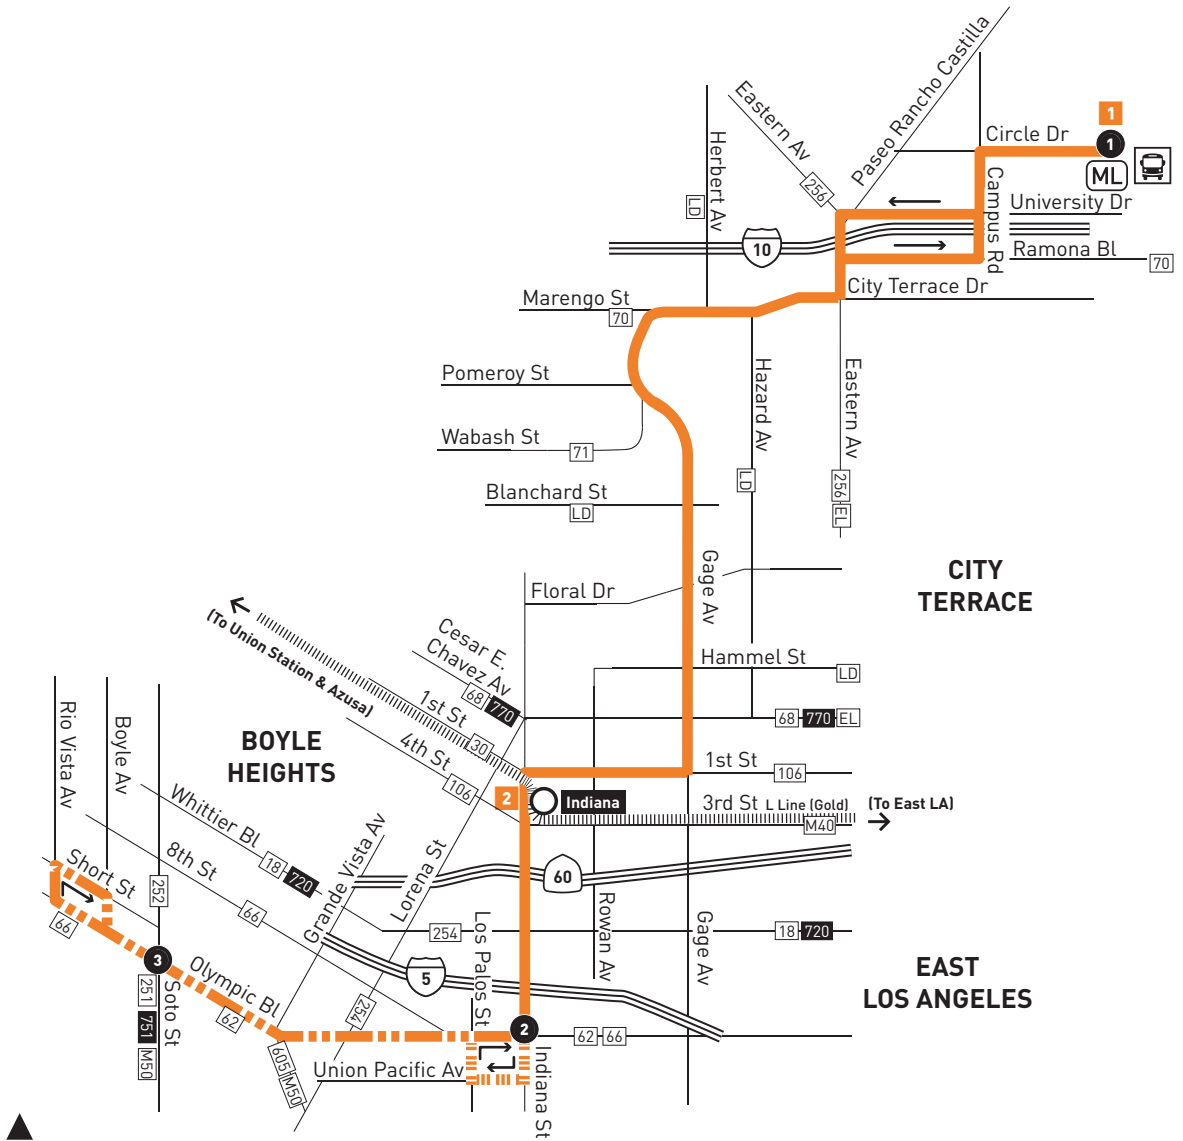 Paseo Rancho Castilla
Eastern Av
256
Herbert Av
LD
1
Circle Dr
1
ML
Campus Rd
University Dr
10
Ramona Bl
70
City Terrace Dr
Marengo St
70
Pomeroy St
Hazard Av
Eastern Av
Wabash St
71
LD
256
EL
Blanchard St
LD
Gage Av
CITY
TERRACE
Floral Dr
(To Union Station & Azusa)
Cesar E.
Chavez Av
68
770
Hammel St
LD
1st St
30
68
770
EL
Rio Vista Av
Boyle Av
BOYLE
HEIGHTS
4th St
106
1st St
106
2
Indiana
3rd St
L Line (Gold)
(To East LA)
M40
Whittier Bl
18
720
8th St
66
Grande Vista Av
Lorena St
60
Short St
252
66
Rowan Av
Gage Av
254
18
720
Los Palos St
3
5
EAST
LOS ANGELES
251
751
M50
Soto St
Olympic Bl
62
254
2
62
66
605
M50
Union Pacific Av
Indiana St